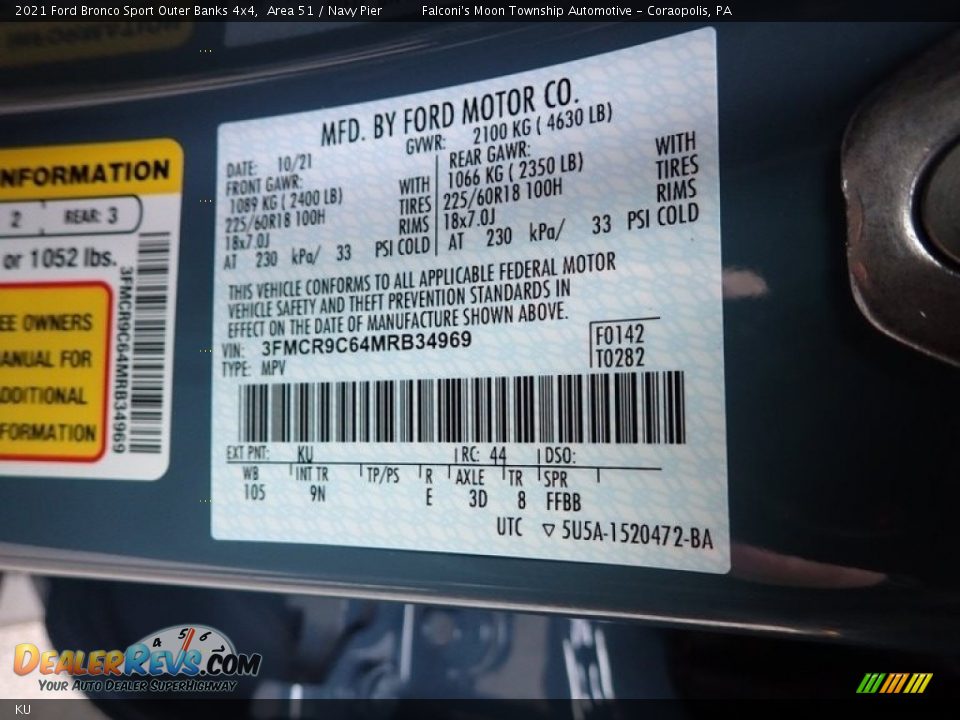 2021 Ford Bronco Sport Outer Banks 4x4, Area 51 / Navy Pier Falconi's Moon Township Automotive - Coraopolis, PA
MFD. BY FORD MOTOR CO.
DATE: 10/21 GVWR: 2100 KG ( 4630 LB)
FRONT GAWR: REAR GAWR:
1089 KG ( 2400 LB) WITH 1066 KG ( 2350 LB) WITH
225/60R18 100H TIRES 225/60R18 100H TIRES
18x7.0J RIMS 18x7.0J RIMS
AT 230 kPa/ 33 PSI COLD AT 230 kPa/ 33 PSI COLD
THIS VEHICLE CONFORMS TO ALL APPLICABLE FEDERAL MOTOR
VEHICLE SAFETY AND THEFT PREVENTION STANDARDS IN
EFFECT ON THE DATE OF MANUFACTURE SHOWN ABOVE.
VIN: 3FMCR9C64MRB34969 F0142
TYPE: MPV T0282
EXT PNT: KU RC: 44 DSO:
WB INT TR TP/PS R AXLE TR SPR
105 9N E 3D 8 FFBB
UTC ▽ 5U5A-1520472-BA
NFORMATION
2 REAR: 3
or 1052 lbs.
3FMCR9C64MRB34969
EE OWNERS
ANUAL FOR
DDITIONAL
FORMATION
DEALERREVS.COM
4 5 6
YOUR AUTO DEALER SUPERHIGHWAY
KU